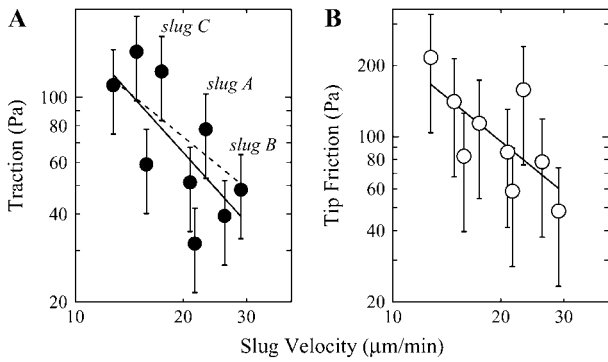 A
slug C
slug A
slug B
Traction (Pa)
100
80
60
40
20
10
20
30
B
Tip Friction (Pa)
200
100
80
60
40
20
10
20
30
Slug Velocity (μm/min)